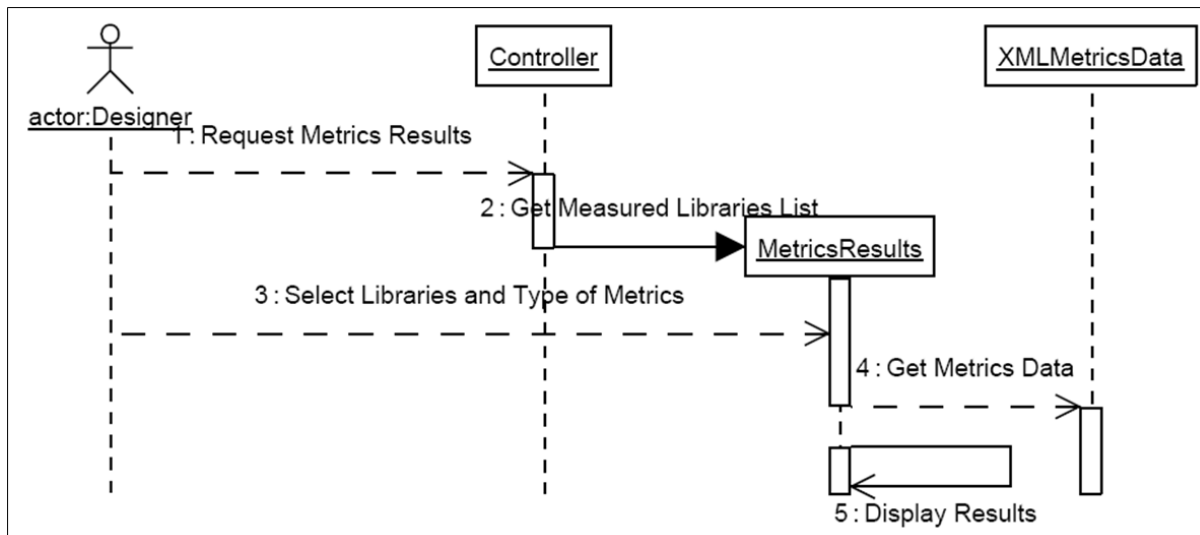 Controller
XMLMetricsData
actor:Designer
1: Request Metrics Results
2: Get Measured Libraries List
MetricsResults
3: Select Libraries and Type of Metrics
4: Get Metrics Data
5: Display Results